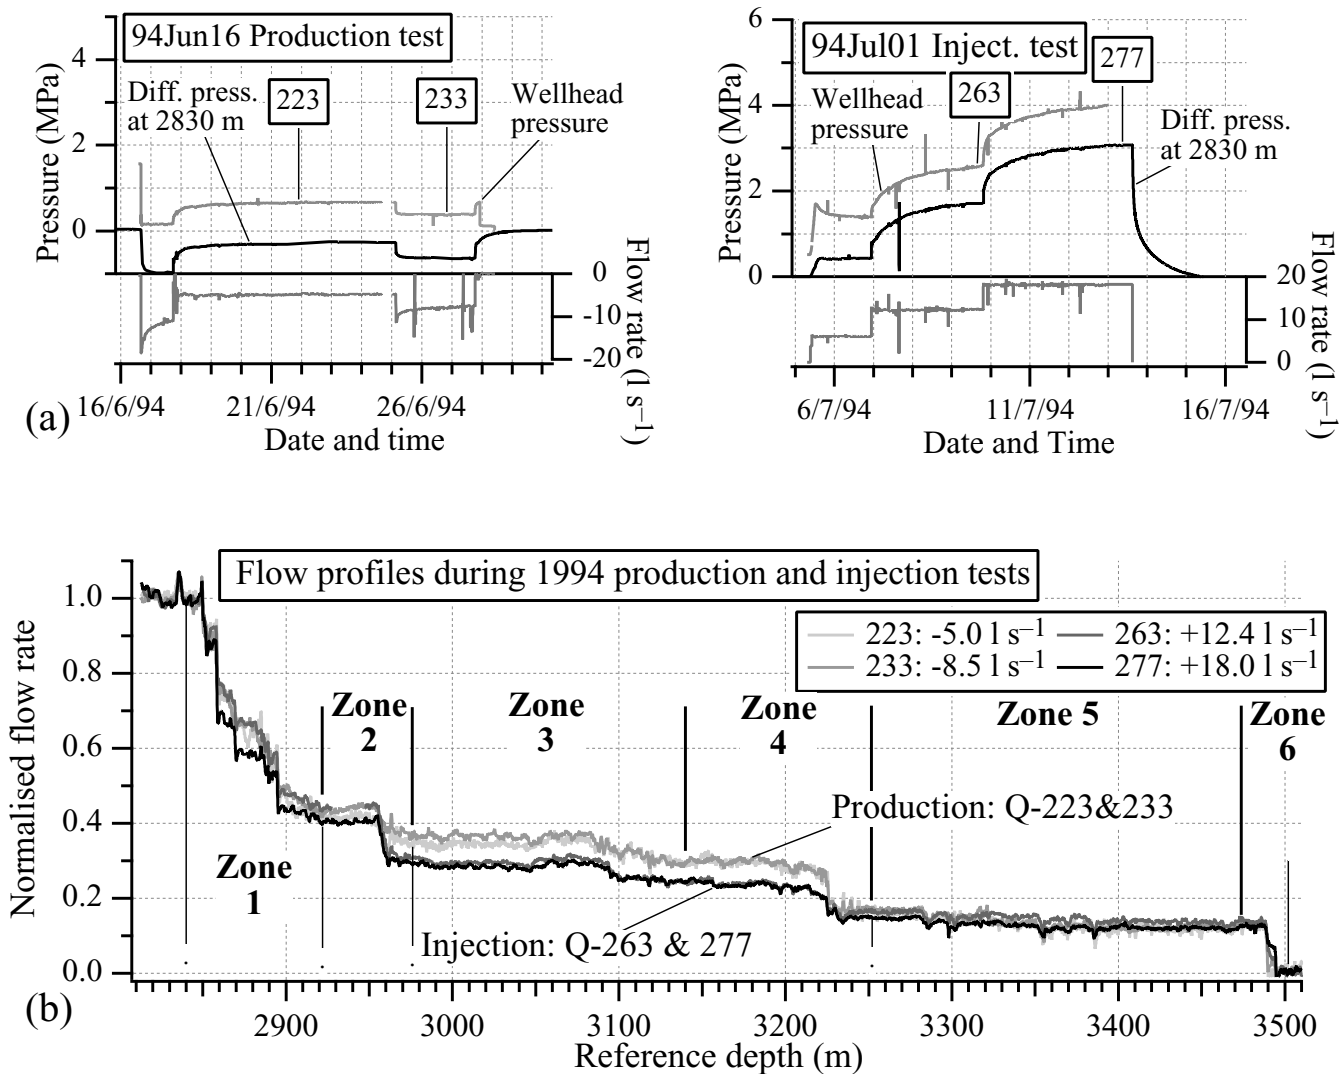 94Jun16 Production test
Pressure (MPa)
4
2
0
Diff. press.
at 2830 m
223
233
Wellhead
pressure
0
-10
-20
Flow rate (l s⁻¹)
16/6/94
21/6/94
26/6/94
Date and time
(a)
94Jul01 Inject. test
Pressure (MPa)
6
4
2
0
Wellhead
pressure
263
277
Diff. press.
at 2830 m
20
10
0
Flow rate (l s⁻¹)
6/7/94
11/7/94
16/7/94
Date and Time
Flow profiles during 1994 production and injection tests
223: -5.0 l s⁻¹
263: +12.4 l s⁻¹
233: -8.5 l s⁻¹
277: +18.0 l s⁻¹
Normalised flow rate
1.0
0.8
0.6
0.4
0.2
0.0
Zone
1
Zone
2
Zone
3
Zone
4
Zone 5
Zone
6
Production: Q-223&233
Injection: Q-263 & 277
2900
3000
3100
3200
3300
3400
3500
Reference depth (m)
(b)